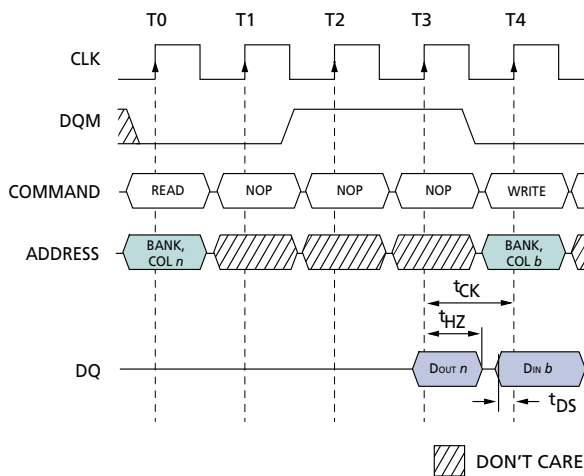 T0 T1 T2 T3 T4
CLK
DQM
COMMAND READ NOP NOP NOP WRITE
ADDRESS BANK, COL n BANK, COL b
tCK
tHZ
DQ DOUT n DIN b
tDS
DON'T CARE